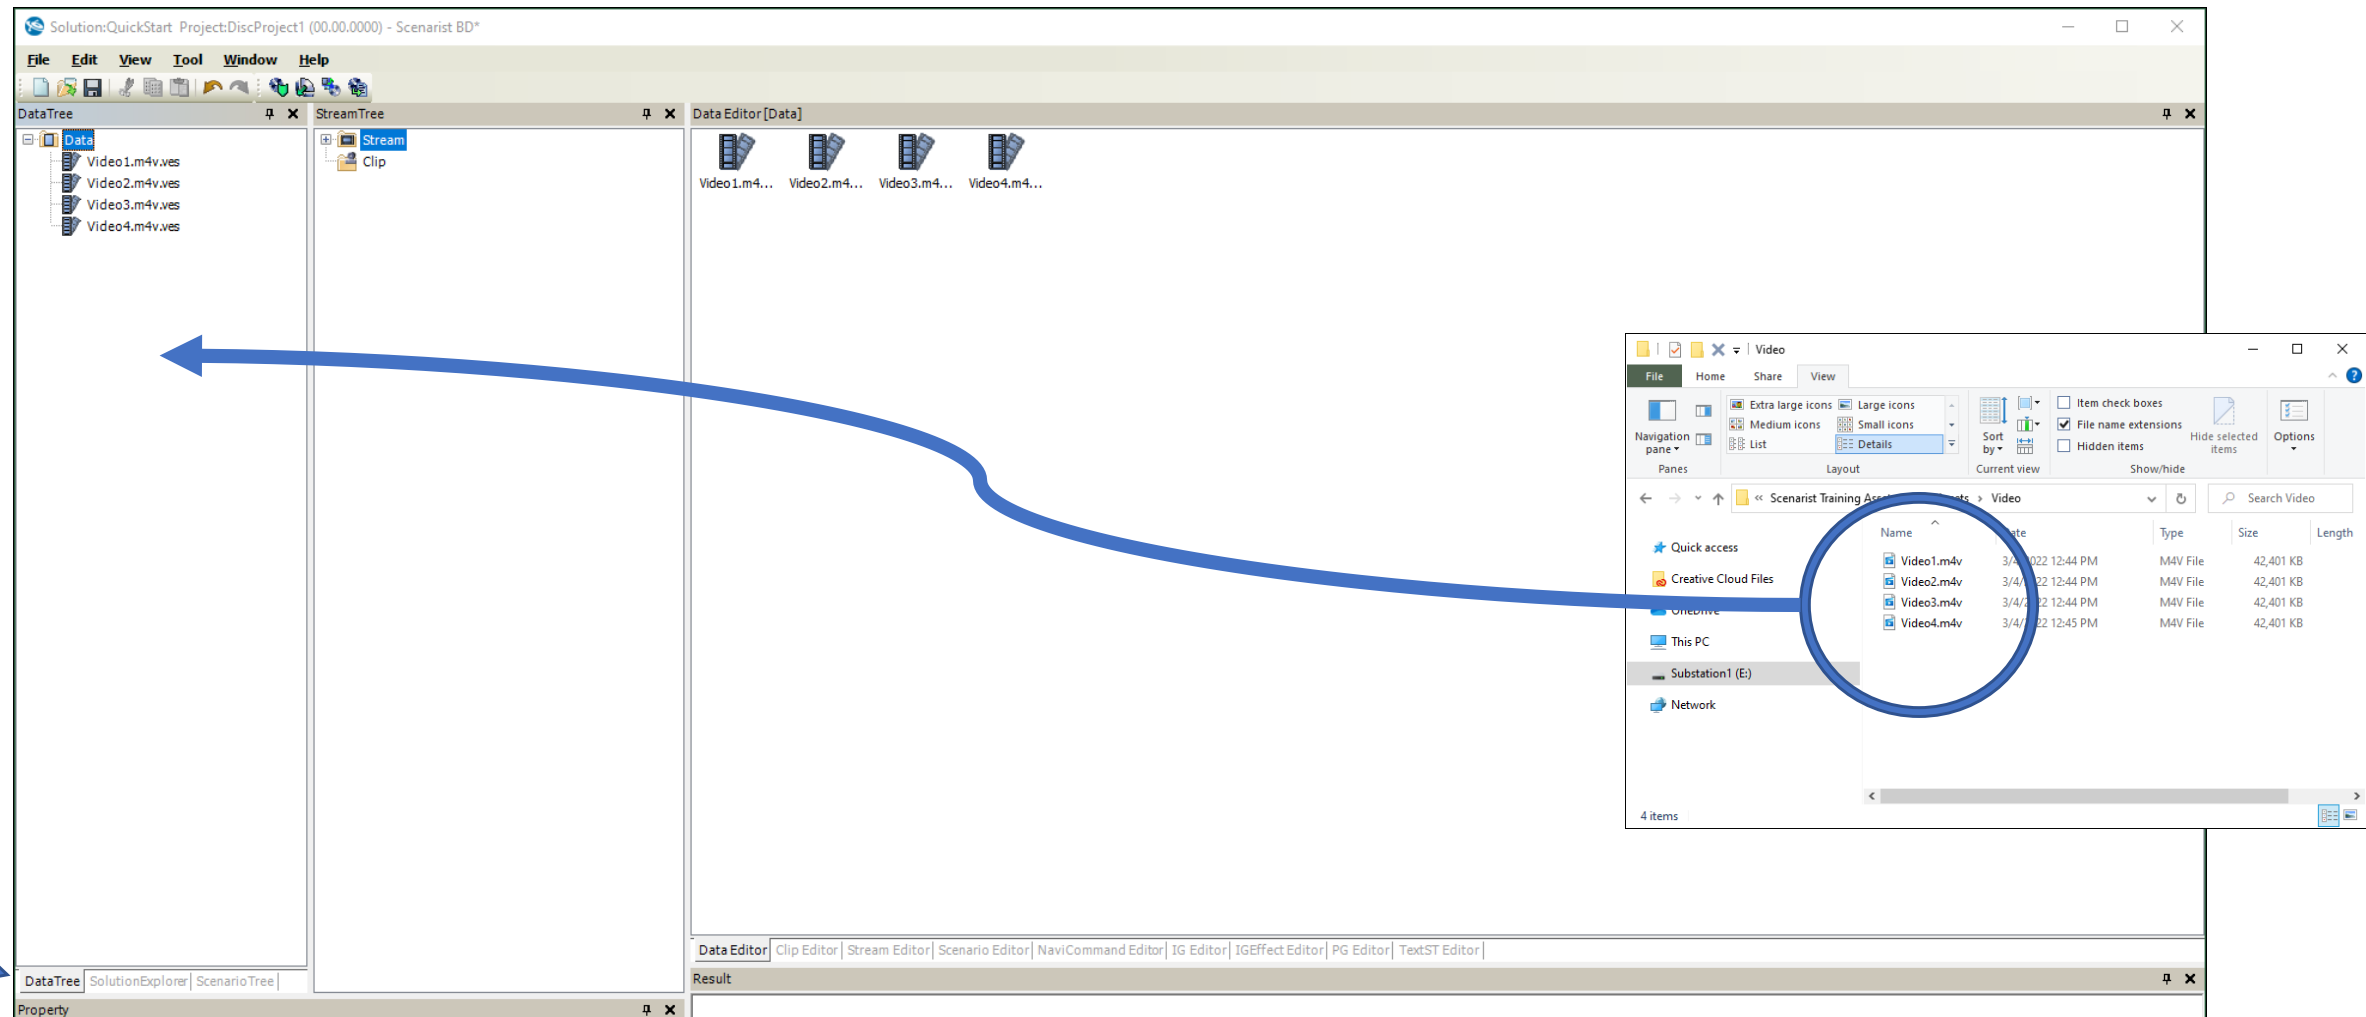 Solution:QuickStart Project:DiscProject1 (00.00.0000) - Scenarist BD*
File Edit View Tool Window Help
DataTree
Data
Video1.m4v.ves
Video2.m4v.ves
Video3.m4v.ves
Video4.m4v.ves
StreamTree
Stream
Clip
Data Editor [Data]
Video1.m4... Video2.m4... Video3.m4... Video4.m4...
Video
File Home Share View
Navigation pane
Extra large icons Large icons
Medium icons Small icons
List Details
Sort by
Item check boxes
File name extensions
Hidden items
Hide selected items
Options
Panes Layout Current view Show/hide
« Scenarist Training › Video
Search Video
Quick access
Creative Cloud Files
OneDrive
This PC
Substation1 (E:)
Network
Name Date Type Size Length
Video1.m4v 12:44 PM M4V File 42,401 KB
Video2.m4v 12:44 PM M4V File 42,401 KB
Video3.m4v 12:44 PM M4V File 42,401 KB
Video4.m4v 12:45 PM M4V File 42,401 KB
4 items
Data Editor Clip Editor Stream Editor Scenario Editor NaviCommand Editor IG Editor IGEffect Editor PG Editor TextST Editor
DataTree SolutionExplorer ScenarioTree
Result
Property